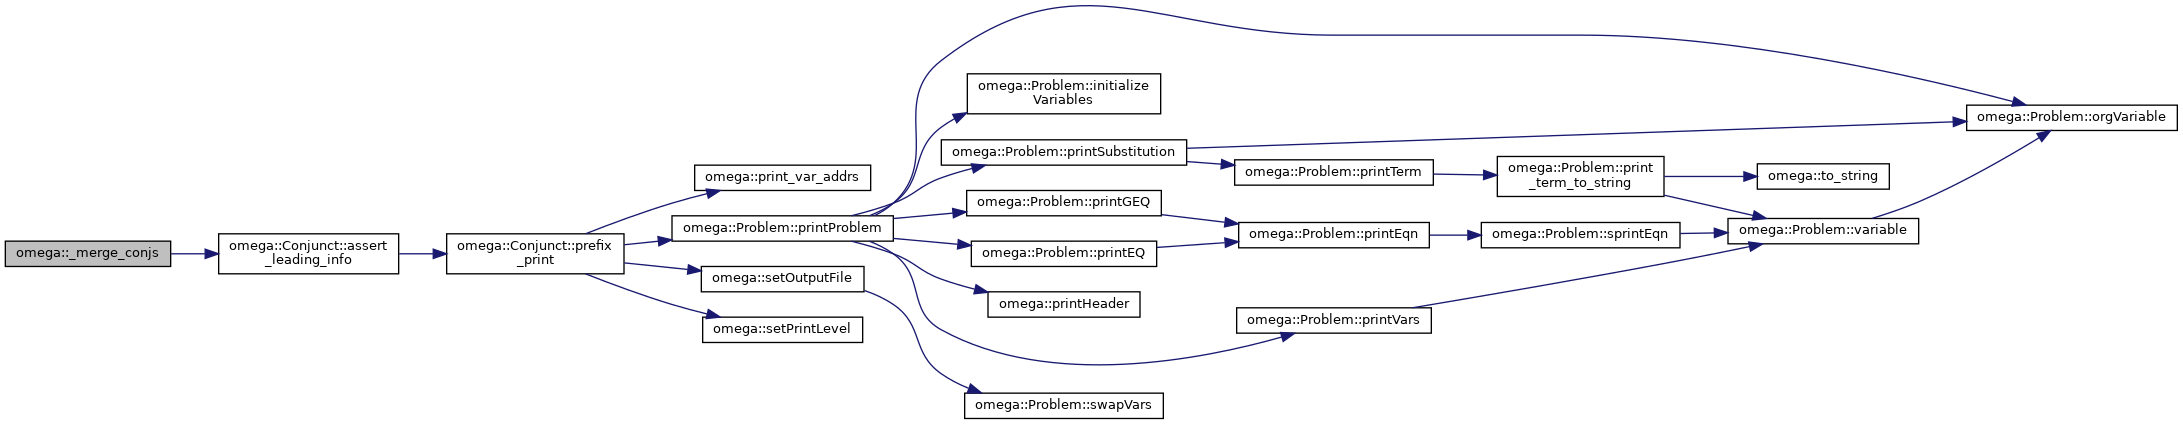 omega::_merge_conjs
omega::Conjunct::assert
_leading_info
omega::Conjunct::prefix
_print
omega::print_var_addrs
omega::Problem::printProblem
omega::setOutputFile
omega::setPrintLevel
omega::Problem::initialize
Variables
omega::Problem::printSubstitution
omega::Problem::printGEQ
omega::Problem::printEQ
omega::printHeader
omega::Problem::swapVars
omega::Problem::printTerm
omega::Problem::printEqn
omega::Problem::printVars
omega::Problem::print
_term_to_string
omega::Problem::sprintEqn
omega::to_string
omega::Problem::variable
omega::Problem::orgVariable